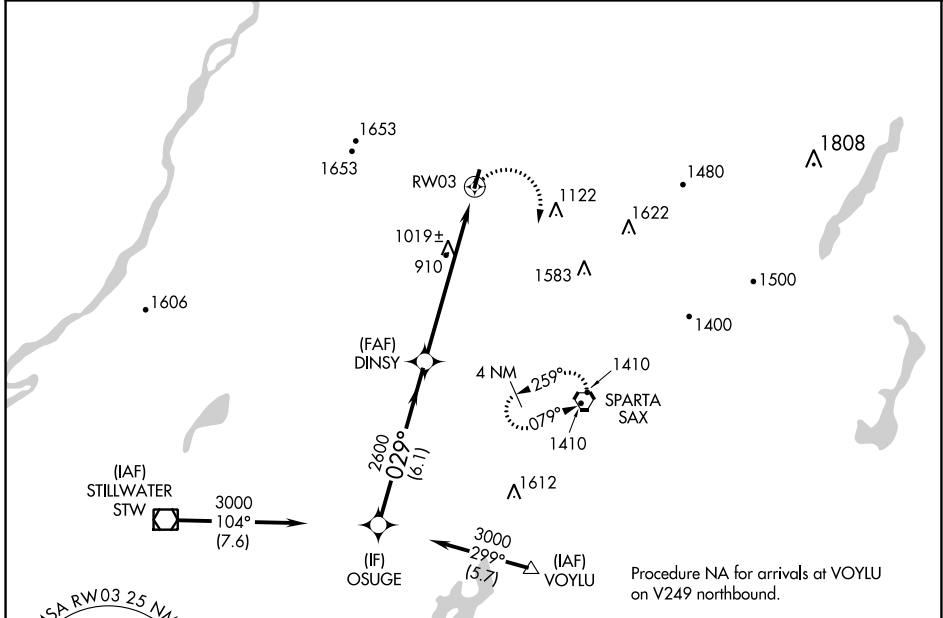 1653
1653
RW03
1808
1480
1122
1622
1019±
910
1583
1606
1500
1400
(FAF)
DINSY
4 NM
259°
1410
079°
SPARTA
SAX
1410
2600
029°
(6.1)
1612
(IAF)
STILLWATER
STW
3000
104°
(7.6)
(IF)
OSUGE
3000
299°
(5.7)
(IAF)
VOYLU
Procedure NA for arrivals at VOYLU
on V249 northbound.
RW03 25